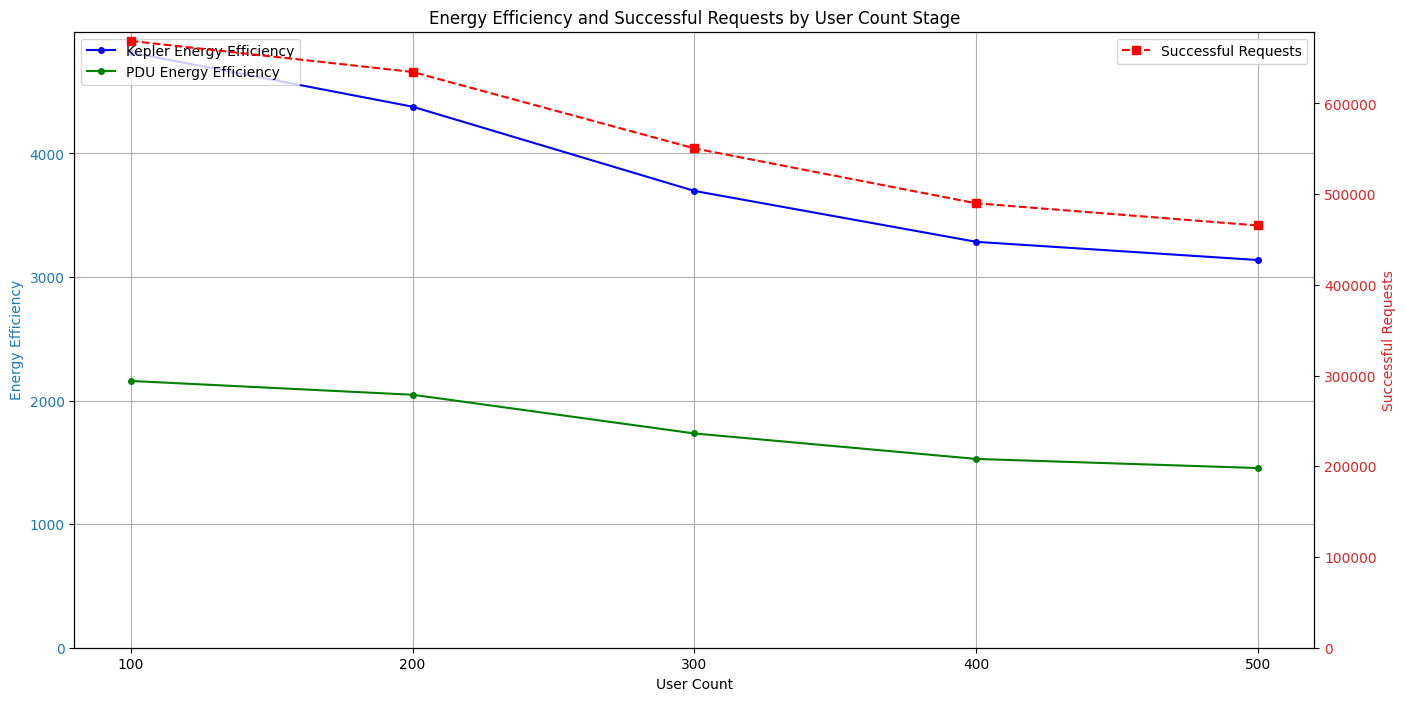 Energy Efficiency and Successful Requests by User Count Stage
Kepler Energy Efficiency
PDU Energy Efficiency
Successful Requests
4000
3000
2000
1000
0
Energy Efficiency
600000
500000
400000
300000
200000
100000
0
Successful Requests
100
200
300
400
500
User Count